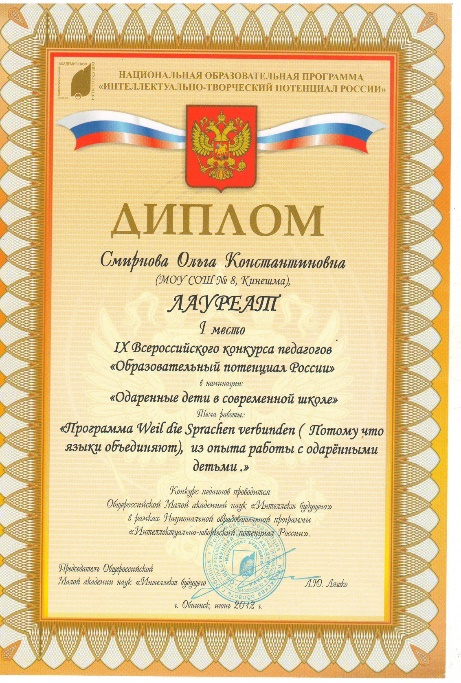 НАЦИОНАЛЬНАЯ ОБРАЗОВАТЕЛЬНАЯ ПРОГРАММА
«ИНТЕЛЛЕКТУАЛЬНО-ТВОРЧЕСКИЙ ПОТЕНЦИАЛ РОССИИ»
ДИПЛОМ
Смирнова Ольга Константиновна
(МОУ СОШ № 8, Кинешма),
ЛАУРЕАТ
I место
IX Всероссийского конкурса педагогов
«Образовательный потенциал России»
в номинации:
«Одаренные дети в современной школе»
Тема работы:
«Программа Weil die Sprachen verbunden ( Потому что
языки объединяют), из опыта работы с одарёнными
детьми .»
Конкурс педагогов проводится
Общероссийской Малой академией наук «Интеллект будущего»
в рамках Национальной образовательной программы
«Интеллектуально-творческий потенциал России»
Председатель Общероссийской
Малой академии наук «Интеллект будущего» Л.Ю. Ляшко
г. Обнинск, июнь 2012 г.